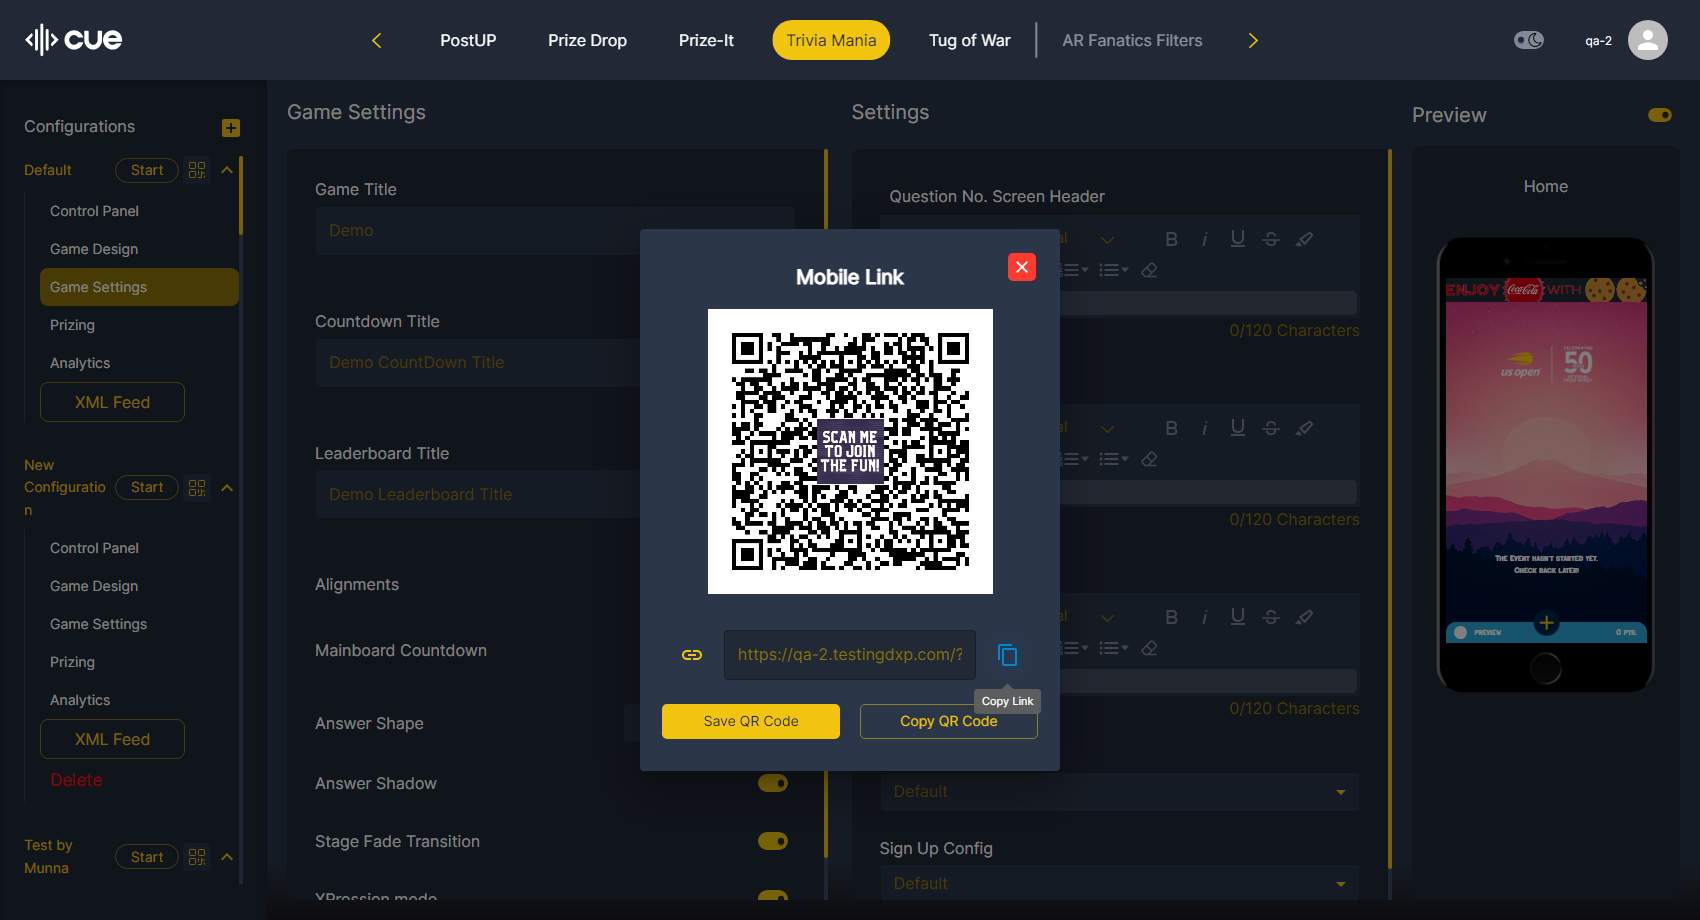 cue
PostUP
Prize Drop
Prize-It
Trivia Mania
Tug of War
AR Fanatics Filters
qa-2
Configurations
Default
Start
Control Panel
Game Design
Game Settings
Prizing
Analytics
XML Feed
New
Configuratio
n
Start
Control Panel
Game Design
Game Settings
Prizing
Analytics
XML Feed
Delete
Test by
Munna
Start
Game Settings
Game Title
Demo
Countdown Title
Demo CountDown Title
Leaderboard Title
Demo Leaderboard Title
Alignments
Mainboard Countdown
Answer Shape
Answer Shadow
Stage Fade Transition
XPression mode
Mobile Link
SCAN ME
TO JOIN
THE FUN!
https://qa-2.testingdxp.com/?
Copy Link
Save QR Code
Copy QR Code
Settings
Question No. Screen Header
al
B i U S
0/120 Characters
al
B i U S
0/120 Characters
al
B i U S
0/120 Characters
Default
Sign Up Config
Default
Preview
Home
ENJOY Coca-Cola WITH
us open
50
THE EVENT HASN'T STARTED YET.
CHECK BACK LATER!
PREVIEW
0 PTS.